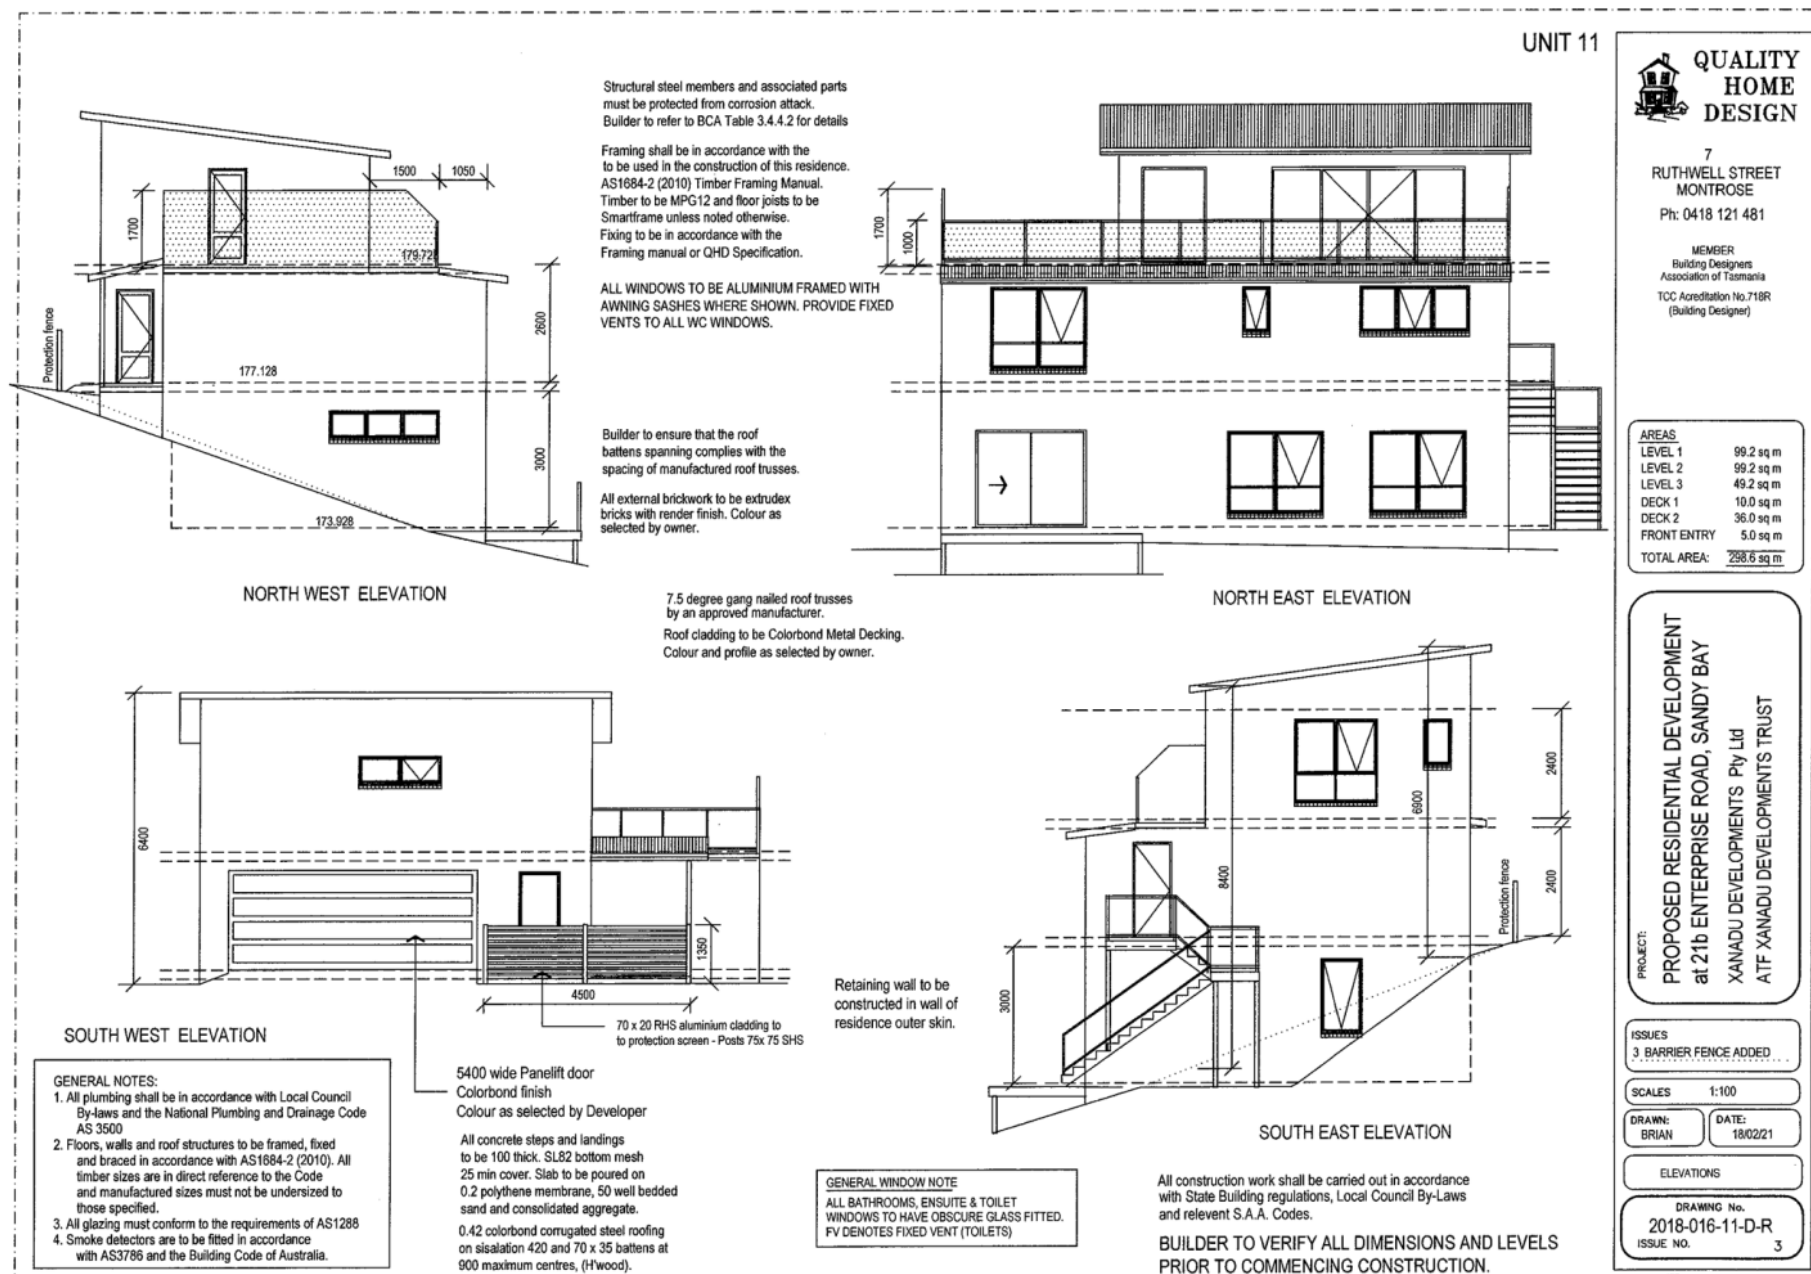 UNIT 11
QUALITY
HOME
DESIGN
7
RUTHWELL STREET
MONTROSE
Ph: 0418 121 481
MEMBER
Building Designers
Association of Tasmania
TCC Acreditation No.718R
(Building Designer)
Structural steel members and associated parts
must be protected from corrosion attack.
Builder to refer to BCA Table 3.4.4.2 for details
Framing shall be in accordance with the
to be used in the construction of this residence.
AS1684-2 (2010) Timber Framing Manual.
Timber to be MPG12 and floor joists to be
Smartframe unless noted otherwise.
Fixing to be in accordance with the
Framing manual or QHD Specification.
ALL WINDOWS TO BE ALUMINIUM FRAMED WITH
AWNING SASHES WHERE SHOWN. PROVIDE FIXED
VENTS TO ALL WC WINDOWS.
Builder to ensure that the roof
battens spanning complies with the
spacing of manufactured roof trusses.
All external brickwork to be extrudex
bricks with render finish. Colour as
selected by owner.
1500
1050
1700
179.728
2600
Protection fence
177.128
3000
173.928
NORTH WEST ELEVATION
1700
1000
NORTH EAST ELEVATION
7.5 degree gang nailed roof trusses
by an approved manufacturer.
Roof cladding to be Colorbond Metal Decking.
Colour and profile as selected by owner.
AREAS
LEVEL 1 99.2 sq m
LEVEL 2 99.2 sq m
LEVEL 3 49.2 sq m
DECK 1 10.0 sq m
DECK 2 36.0 sq m
FRONT ENTRY 5.0 sq m
TOTAL AREA: 298.6 sq m
6400
1350
4500
70 x 20 RHS aluminium cladding to
to protection screen - Posts 75x 75 SHS
SOUTH WEST ELEVATION
5400 wide Panelift door
Colorbond finish
Colour as selected by Developer
All concrete steps and landings
to be 100 thick. SL82 bottom mesh
25 min cover. Slab to be poured on
0.2 polythene membrane, 50 well bedded
sand and consolidated aggregate.
0.42 colorbond corrugated steel roofing
on sisalation 420 and 70 x 35 battens at
900 maximum centres, (H'wood).
GENERAL NOTES:
1. All plumbing shall be in accordance with Local Council
By-laws and the National Plumbing and Drainage Code
AS 3500
2. Floors, walls and roof structures to be framed, fixed
and braced in accordance with AS1684-2 (2010). All
timber sizes are in direct reference to the Code
and manufactured sizes must not be undersized to
those specified.
3. All glazing must conform to the requirements of AS1288
4. Smoke detectors are to be fitted in accordance
with AS3786 and the Building Code of Australia.
Retaining wall to be
constructed in wall of
residence outer skin.
2400
6900
8400
2400
Protection fence
3000
SOUTH EAST ELEVATION
GENERAL WINDOW NOTE
ALL BATHROOMS, ENSUITE & TOILET
WINDOWS TO HAVE OBSCURE GLASS FITTED.
FV DENOTES FIXED VENT (TOILETS)
All construction work shall be carried out in accordance
with State Building regulations, Local Council By-Laws
and relevent S.A.A. Codes.
BUILDER TO VERIFY ALL DIMENSIONS AND LEVELS
PRIOR TO COMMENCING CONSTRUCTION.
PROJECT:
PROPOSED RESIDENTIAL DEVELOPMENT
at 21b ENTERPRISE ROAD, SANDY BAY
XANADU DEVELOPMENTS Pty Ltd
ATF XANADU DEVELOPMENTS TRUST
ISSUES
3 BARRIER FENCE ADDED
SCALES 1:100
DRAWN:
BRIAN
DATE:
18/02/21
ELEVATIONS
DRAWING No.
2018-016-11-D-R
ISSUE NO. 3